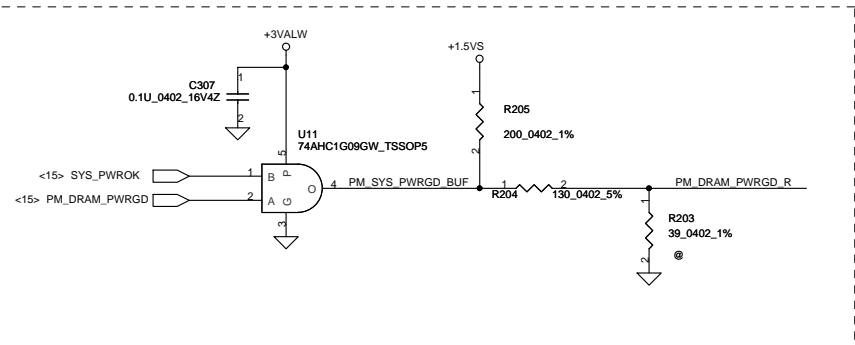 +3VALW
+1.5VS
1
C307
0.1U_0402_16V4Z
2
1
R205
200_0402_1%
2
U11
74AHC1G09GW_TSSOP5
5
<15> SYS_PWROK
1
B
P
O
4
PM_SYS_PWRGD_BUF
1
2
PM_DRAM_PWRGD_R
<15> PM_DRAM_PWRGD
2
A
G
R204
130_0402_5%
3
1
R203
39_0402_1%
2
@